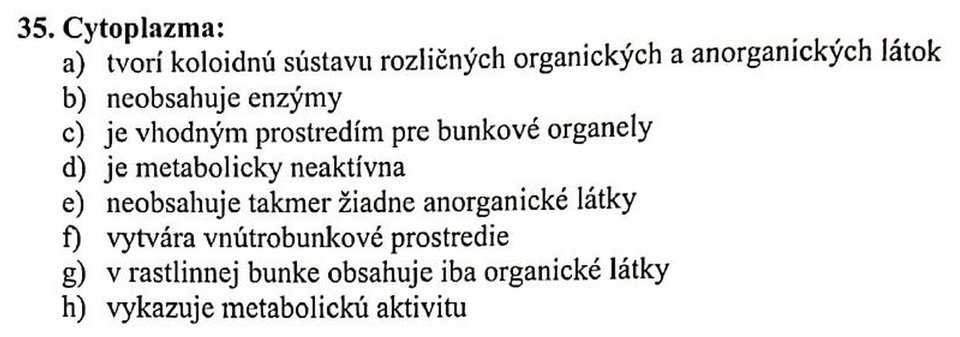 35. Cytoplazma:
a) tvorí koloidnú sústavu rozličných organických a anorganických látok
b) neobsahuje enzýmy
c) je vhodným prostredím pre bunkové organely
d) je metabolicky neaktívna
e) neobsahuje takmer žiadne anorganické látky
f) vytvára vnútrobunkové prostredie
g) v rastlinnej bunke obsahuje iba organické látky
h) vykazuje metabolickú aktivitu